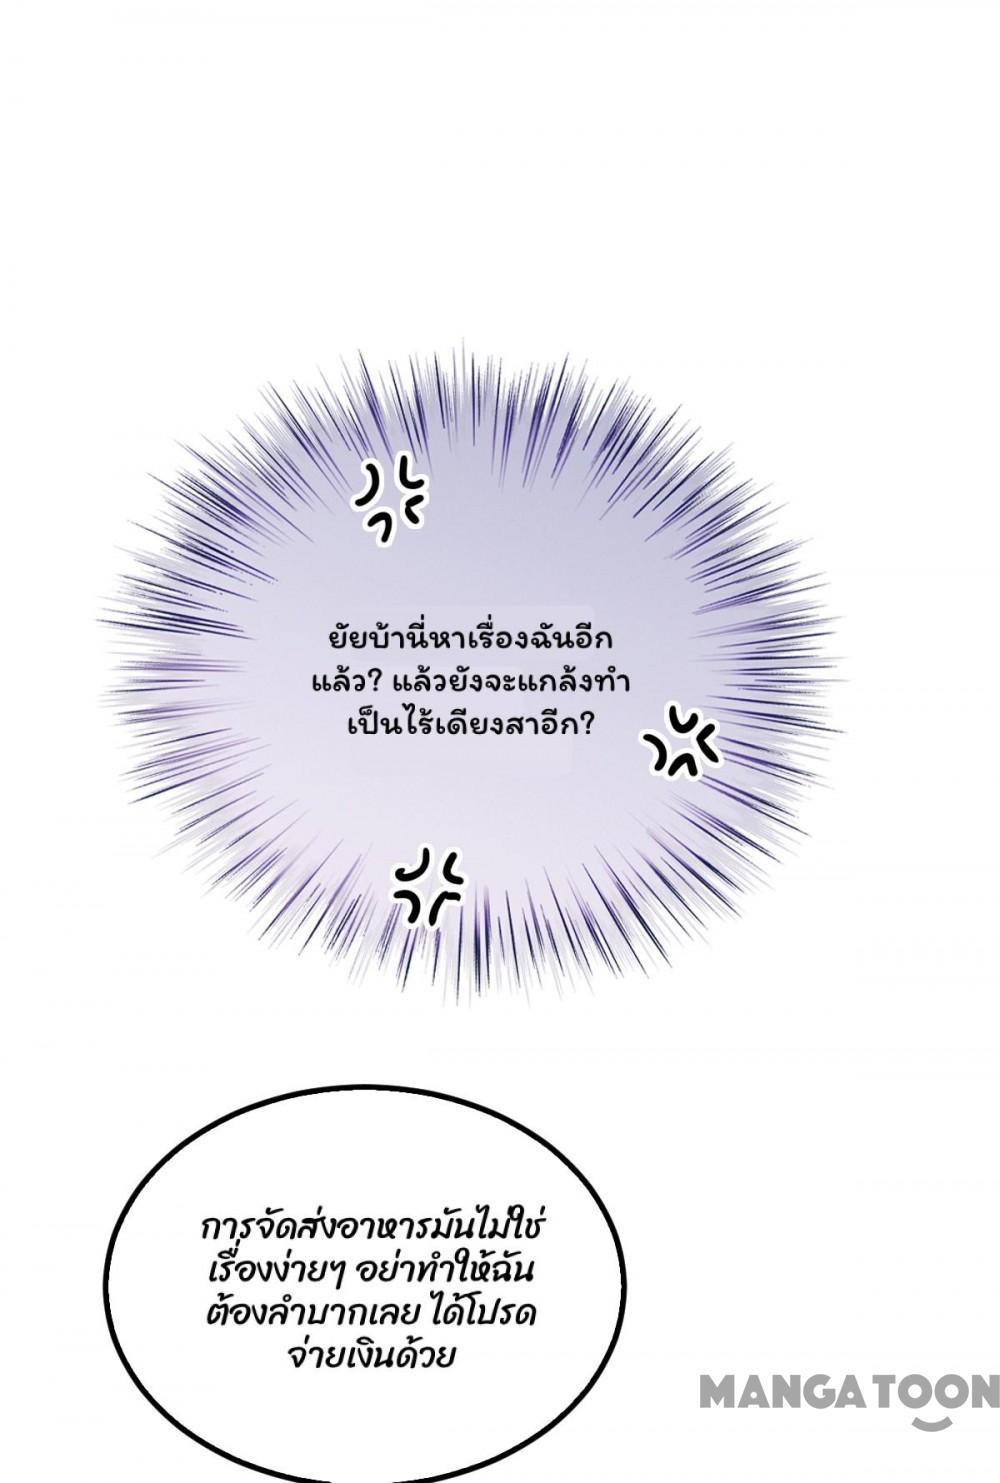 ยัยบ้านี่หาเรื่องฉันอีก
แล้ว? แล้วยังจะแกล้งทำ
เป็นไร้เดียงสาอีก?
การจัดส่งอาหารมันไม่ใช่
เรื่องง่ายๆ อย่าทำให้ฉัน
ต้องลำบากเลย ได้โปรด
จ่ายเงินด้วย
MANGATOON